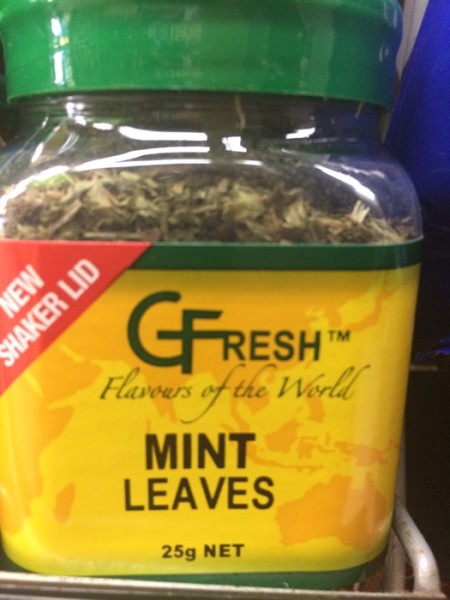 NEW
SHAKER LID
GFRESH™
Flavours of the World
MINT
LEAVES
25g NET